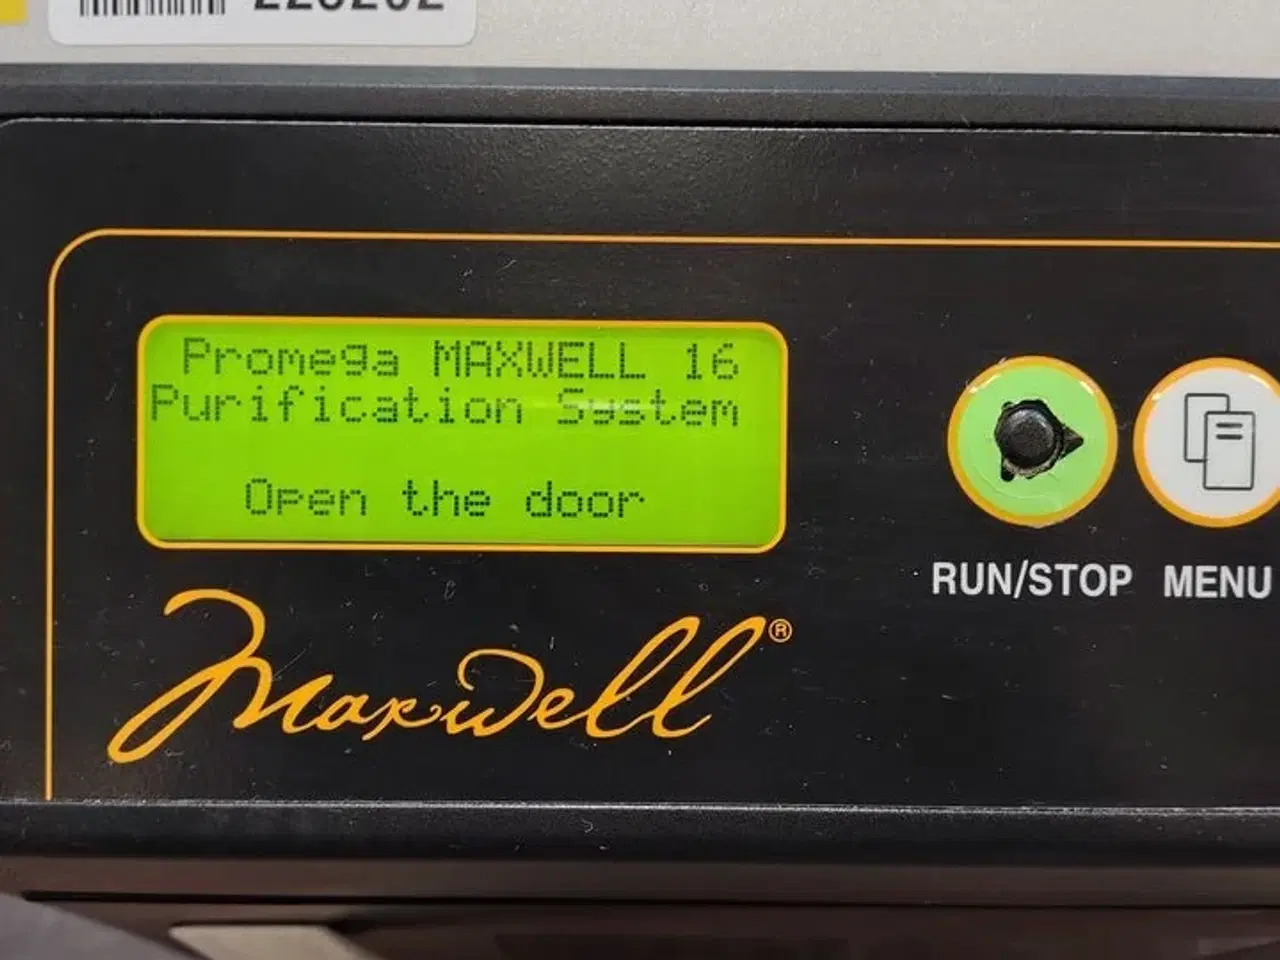 Promega MAXWELL 16
Purification System
Open the door
RUN/STOP MENU
Maxwell®